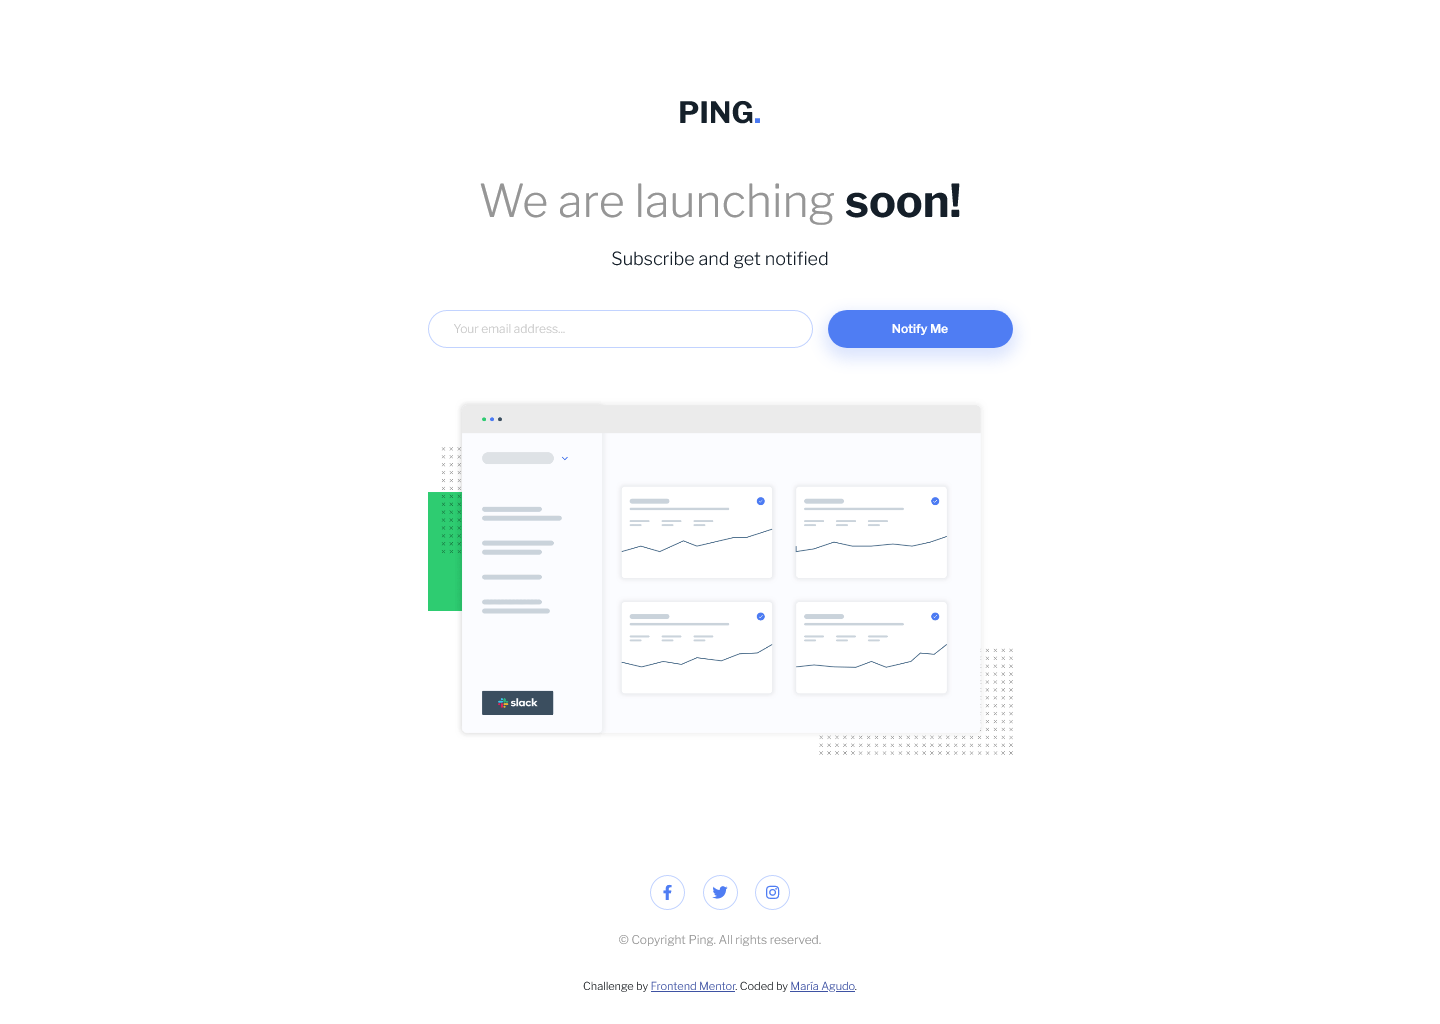 PING.
We are launching soon!
Subscribe and get notified
Your email address...
Notify Me
slack
© Copyright Ping. All rights reserved.
Challenge by Frontend Mentor. Coded by María Agudo.